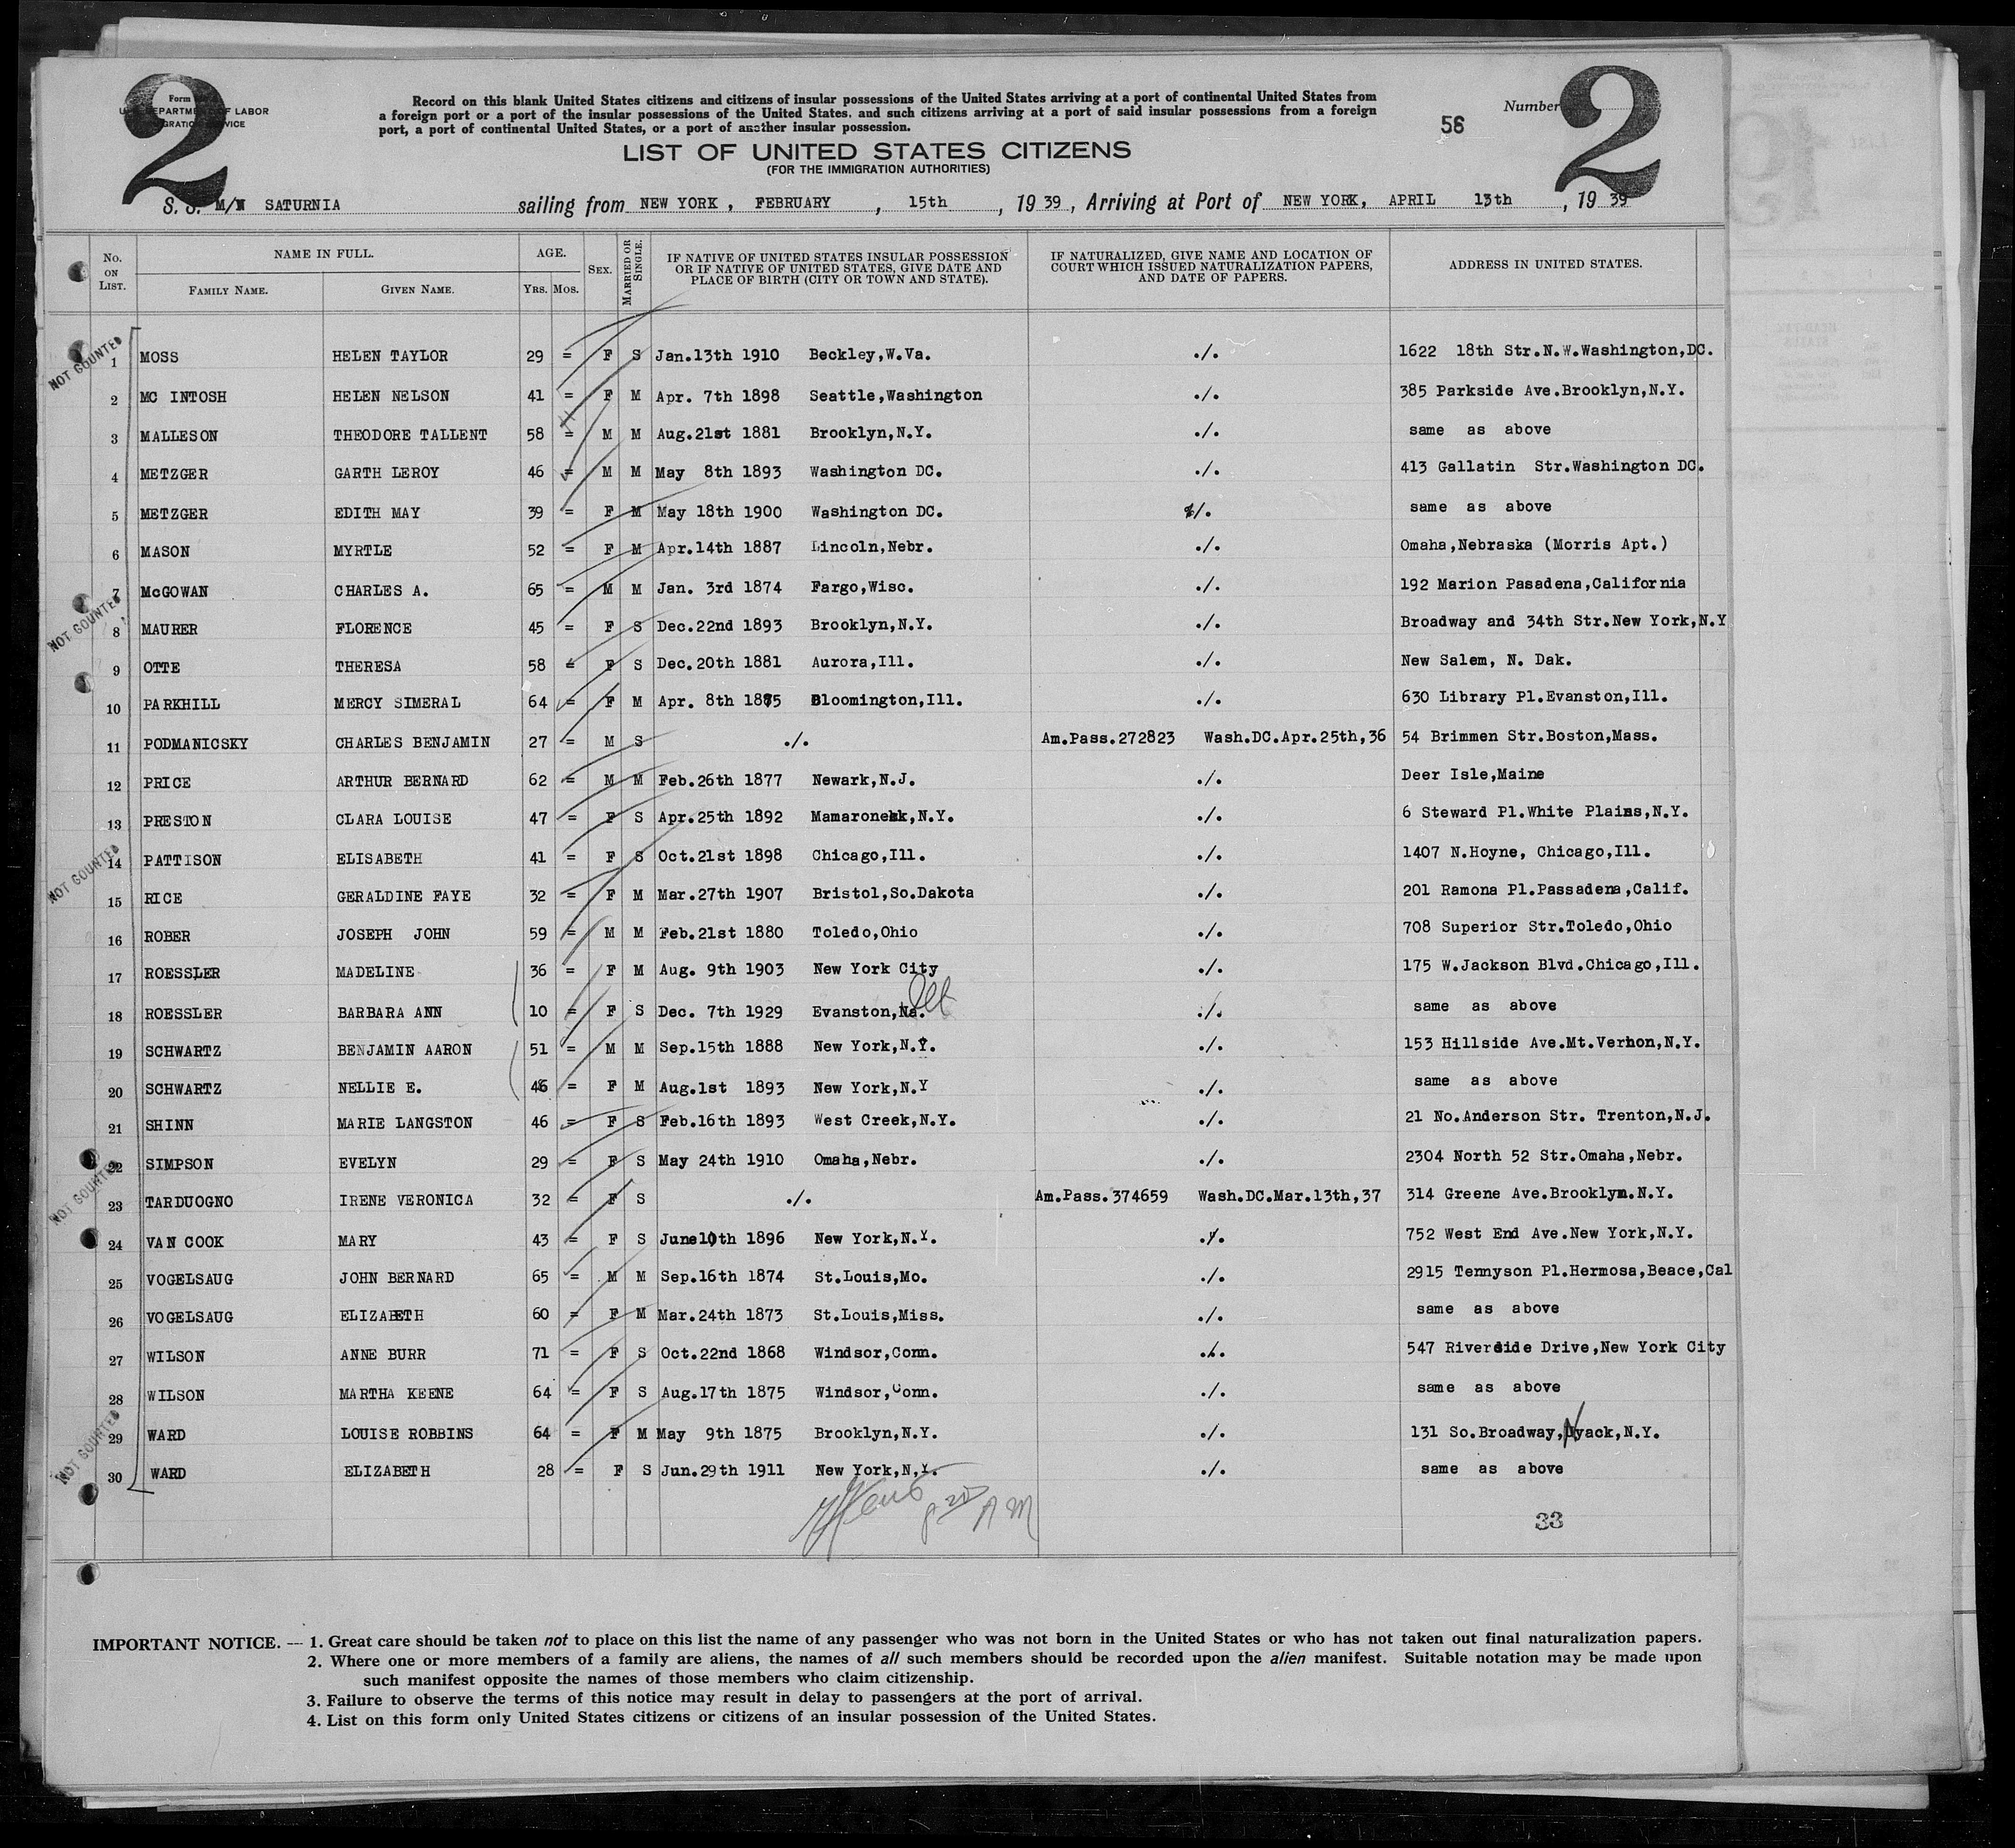 2
Form
U. S. DEPARTMENT OF LABOR
IMMIGRATION SERVICE
Record on this blank United States citizens and citizens of insular possessions of the United States arriving at a port of continental United States from
a foreign port or a port of the insular possessions of the United States, and such citizens arriving at a port of said insular possessions from a foreign
port, a port of continental United States, or a port of another insular possession.
56
Number
2
LIST OF UNITED STATES CITIZENS
(FOR THE IMMIGRATION AUTHORITIES)
S. S. M/N SATURNIA sailing from NEW YORK, FEBRUARY, 15th, 1939, Arriving at Port of NEW YORK, APRIL 13th, 1939
No. ON LIST. NAME IN FULL. FAMILY NAME. GIVEN NAME. AGE. YRS. MOS. SEX. MARRIED OR SINGLE. IF NATIVE OF UNITED STATES INSULAR POSSESSION OR IF NATIVE OF UNITED STATES, GIVE DATE AND PLACE OF BIRTH (CITY OR TOWN AND STATE). IF NATURALIZED, GIVE NAME AND LOCATION OF COURT WHICH ISSUED NATURALIZATION PAPERS, AND DATE OF PAPERS. ADDRESS IN UNITED STATES.
NOT COUNTED
1 MOSS HELEN TAYLOR 29 = F S Jan.13th 1910 Beckley,W.Va. ./. 1622 18th Str.N.W.Washington,DC.
2 MC INTOSH HELEN NELSON 41 = F M Apr. 7th 1898 Seattle,Washington ./. 385 Parkside Ave.Brooklyn,N.Y.
3 MALLESON THEODORE TALLENT 58 = M M Aug.21st 1881 Brooklyn,N.Y. ./. same as above
4 METZGER GARTH LEROY 46 = M M May 8th 1893 Washington DC. ./. 413 Gallatin Str.Washington DC.
5 METZGER EDITH MAY 39 = F M May 18th 1900 Washington DC. ./. same as above
6 MASON MYRTLE 52 = F M Apr.14th 1887 Lincoln,Nebr. ./. Omaha,Nebraska (Morris Apt.)
7 McGOWAN CHARLES A. 65 = M M Jan. 3rd 1874 Fargo,Wisc. ./. 192 Marion Pasadena,California
NOT COUNTED
8 MAURER FLORENCE 45 = F S Dec.22nd 1893 Brooklyn,N.Y. ./. Broadway and 34th Str.New York,N.Y
9 OTTE THERESA 58 = F S Dec.20th 1881 Aurora,Ill. ./. New Salem, N. Dak.
10 PARKHILL MERCY SIMERAL 64 = F M Apr. 8th 1875 Bloomington,Ill. ./. 630 Library Pl.Evanston,Ill.
11 PODMANICSKY CHARLES BENJAMIN 27 = M S ./. Am.Pass.272823 Wash.DC.Apr.25th,36 54 Brimmen Str.Boston,Mass.
12 PRICE ARTHUR BERNARD 62 = M M Feb.26th 1877 Newark,N.J. ./. Deer Isle,Maine
13 PRESTON CLARA LOUISE 47 = F S Apr.25th 1892 Mamaronekk,N.Y. ./. 6 Steward Pl.White Plains,N.Y.
NOT COUNTED
14 PATTISON ELISABETH 41 = F S Oct.21st 1898 Chicago,Ill. ./. 1407 N.Hoyne, Chicago,Ill.
15 RICE GERALDINE FAYE 32 = F M Mar.27th 1907 Bristol,So.Dakota ./. 201 Ramona Pl.Passadena,Calif.
16 ROBER JOSEPH JOHN 59 = M M Feb.21st 1880 Toledo,Ohio ./. 708 Superior Str.Toledo,Ohio
17 ROESSLER MADELINE 36 = F M Aug. 9th 1903 New York City ./. 175 W.Jackson Blvd.Chicago,Ill.
18 ROESSLER BARBARA ANN 10 = F S Dec. 7th 1929 Evanston, Ill ./. same as above
19 SCHWARTZ BENJAMIN AARON 51 = M M Sep.15th 1888 New York,N.Y. ./. 153 Hillside Ave.Mt.Vernon,N.Y.
20 SCHWARTZ NELLIE E. 46 = F M Aug.1st 1893 New York,N.Y ./. same as above
21 SHINN MARIE LANGSTON 46 = F S Feb.16th 1893 West Creek,N.Y. ./. 21 No.Anderson Str. Trenton,N.J.
22 SIMPSON EVELYN 29 = F S May 24th 1910 Omaha,Nebr. ./. 2304 North 52 Str.Omaha,Nebr.
NOT COUNTED
23 TARDUOGNO IRENE VERONICA 32 = F S ./. Am.Pass.374659 Wash.DC.Mar.13th,37 314 Greene Ave.Brooklyn.N.Y.
24 VAN COOK MARY 43 = F S June10th 1896 New York,N.Y. ./. 752 West End Ave.New York,N.Y.
25 VOGELSAUG JOHN BERNARD 65 = M M Sep.16th 1874 St.Louis,Mo. ./. 2915 Tennyson Pl.Hermosa,Beace,Cal
26 VOGELSAUG ELIZABETH 60 = F M Mar.24th 1873 St.Louis,Miss. ./. same as above
27 WILSON ANNE BURR 71 = F S Oct.22nd 1868 Windsor,Conn. ./. 547 Riverside Drive,New York City
28 WILSON MARTHA KEENE 64 = F S Aug.17th 1875 Windsor,Conn. ./. same as above
NOT COUNTED
29 WARD LOUISE ROBBINS 64 = F M May 9th 1875 Brooklyn,N.Y. ./. 131 So.Broadway,Nyack,N.Y.
30 WARD ELIZABETH 28 = F S Jun.29th 1911 New York,N.Y. ./. same as above
8 20 AM
33
IMPORTANT NOTICE. — 1. Great care should be taken not to place on this list the name of any passenger who was not born in the United States or who has not taken out final naturalization papers.
2. Where one or more members of a family are aliens, the names of all such members should be recorded upon the alien manifest. Suitable notation may be made upon
such manifest opposite the names of those members who claim citizenship.
3. Failure to observe the terms of this notice may result in delay to passengers at the port of arrival.
4. List on this form only United States citizens or citizens of an insular possession of the United States.